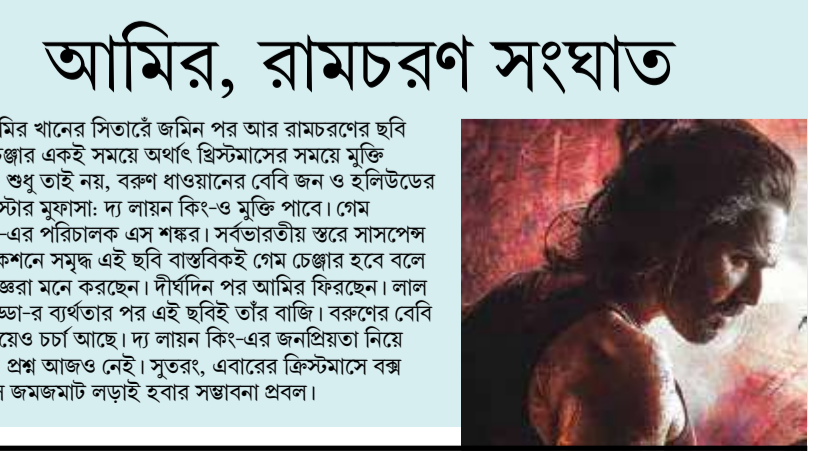 আমির, রামচরণ সংঘাত
মির খানের সিতারেঁ জমিন পর আর রামচরণের ছবি
চেঞ্জার একই সময়ে অর্থাৎ খ্রিস্টমাসের সময়ে মুক্তি
শুধু তাই নয়, বরুণ ধাওয়ানের বেবি জন ও হলিউডের
স্টার মুফাসা: দ্য লায়ন কিং-ও মুক্তি পাবে। গেম
-এর পরিচালক এস শঙ্কর। সর্বভারতীয় স্তরে সাসপেন্স
কশনে সমৃদ্ধ এই ছবি বাস্তবিকই গেম চেঞ্জার হবে বলে
জ্ঞরা মনে করছেন। দীর্ঘদিন পর আমির ফিরছেন। লাল
ড্ডা-র ব্যর্থতার পর এই ছবিই তাঁর বাজি। বরুণের বেবি
য়েও চর্চা আছে। দ্য লায়ন কিং-এর জনপ্রিয়তা নিয়ে
প্রশ্ন আজও নেই। সুতরং, এবারের ক্রিস্টমাসে বক্স
জমজমাট লড়াই হবার সম্ভাবনা প্রবল।